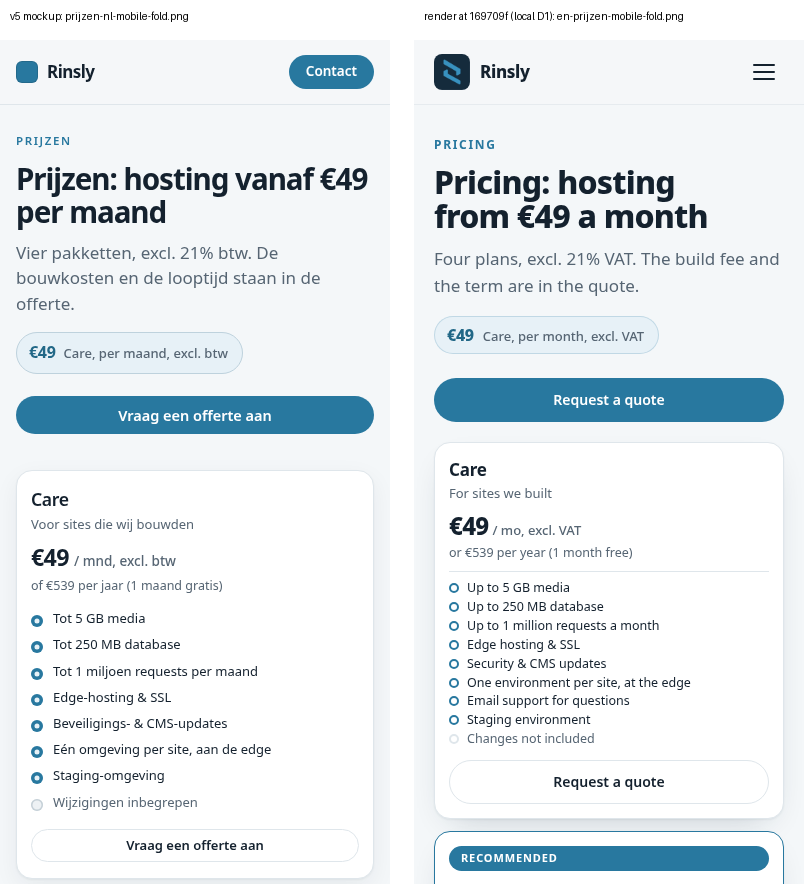 v5 mockup: prijzen-nl-mobile-fold.png
Rinsly
Contact
PRIJZEN
Prijzen: hosting vanaf €49
per maand
Vier pakketten, excl. 21% btw. De
bouwkosten en de looptijd staan in de
offerte.
€49 Care, per maand, excl. btw
Vraag een offerte aan
Care
Voor sites die wij bouwden
€49 / mnd, excl. btw
of €539 per jaar (1 maand gratis)
Tot 5 GB media
Tot 250 MB database
Tot 1 miljoen requests per maand
Edge-hosting & SSL
Beveiligings- & CMS-updates
Eén omgeving per site, aan de edge
Staging-omgeving
Wijzigingen inbegrepen
Vraag een offerte aan
render at 169709f (local D1): en-prijzen-mobile-fold.png
Rinsly
PRICING
Pricing: hosting
from €49 a month
Four plans, excl. 21% VAT. The build fee and
the term are in the quote.
€49 Care, per month, excl. VAT
Request a quote
Care
For sites we built
€49 / mo, excl. VAT
or €539 per year (1 month free)
Up to 5 GB media
Up to 250 MB database
Up to 1 million requests a month
Edge hosting & SSL
Security & CMS updates
One environment per site, at the edge
Email support for questions
Staging environment
Changes not included
Request a quote
RECOMMENDED